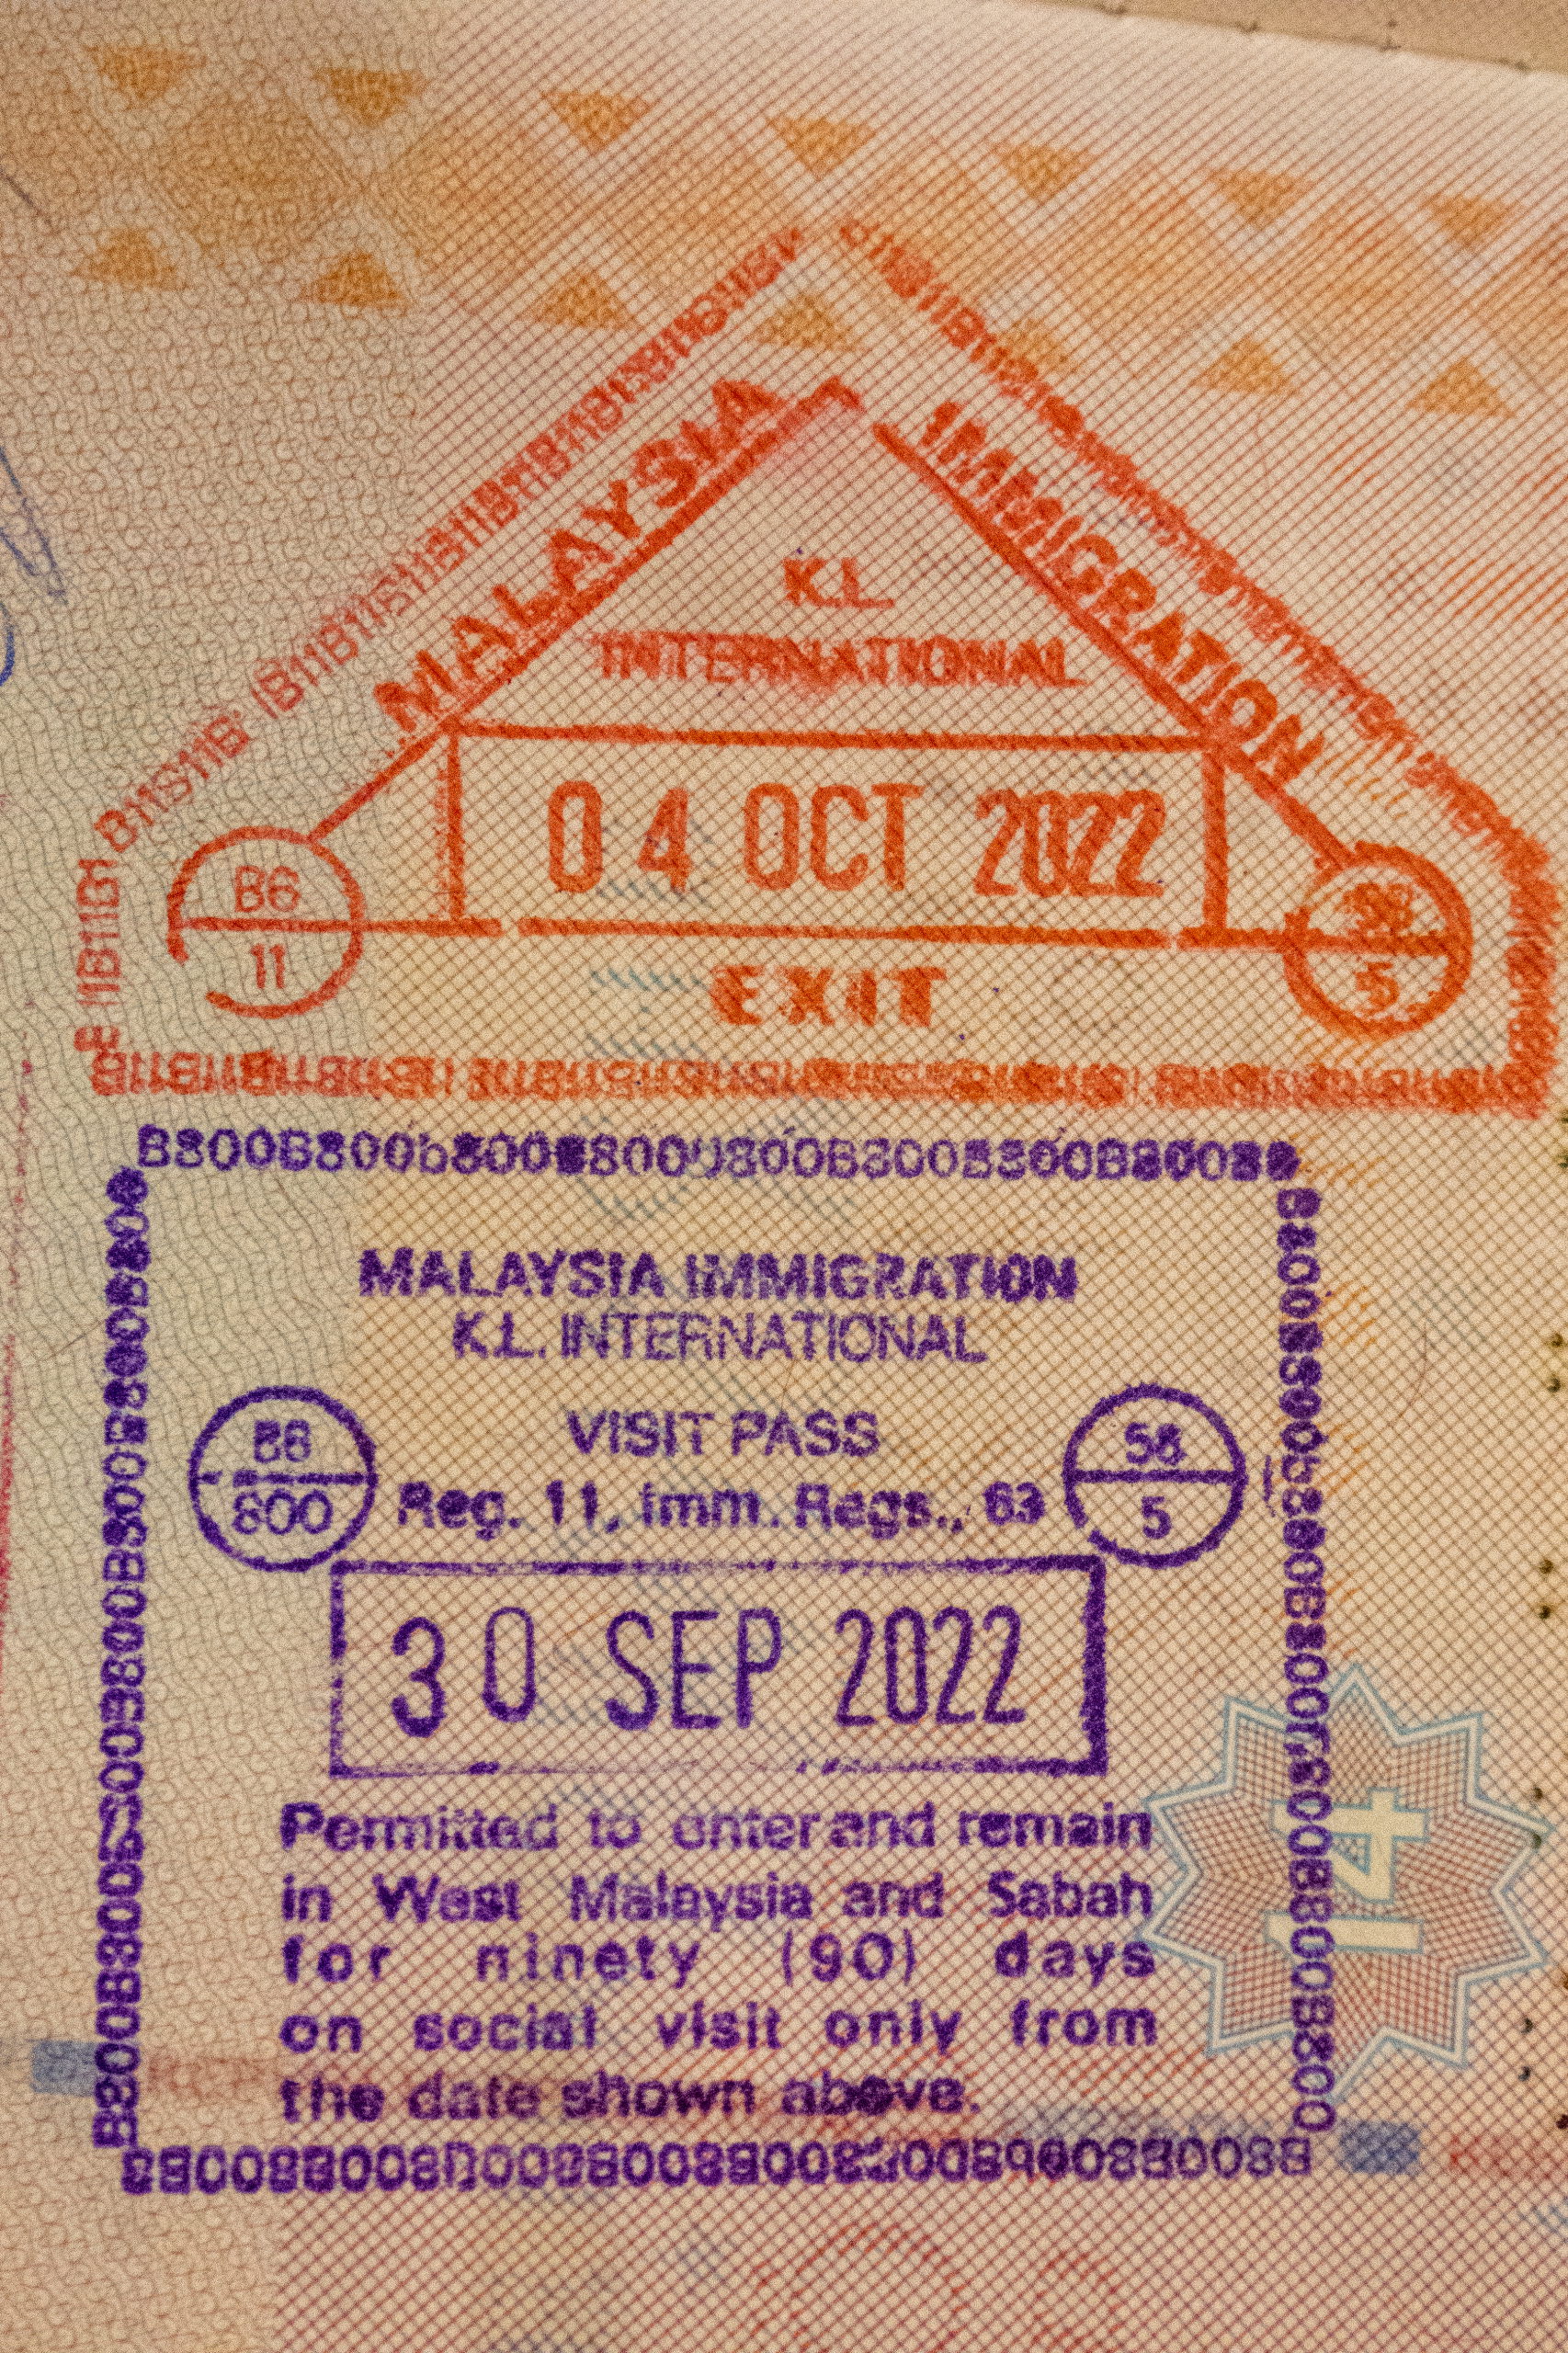 MALAYSIA
IMMIGRATION
K.L.
INTERNATIONAL
B6
11
04 OCT 2022
5
EXIT
B800B800B800B800B800B800B800B800B800B8
MALAYSIA IMMIGRATION
K.L. INTERNATIONAL
VISIT PASS
800
58
5
Reg. 11, Imm. Regs., 63
30 SEP 2022
Permitted to enter and remain
in West Malaysia and Sabah
for ninety (90) days
on social visit only from
the date shown above.
14